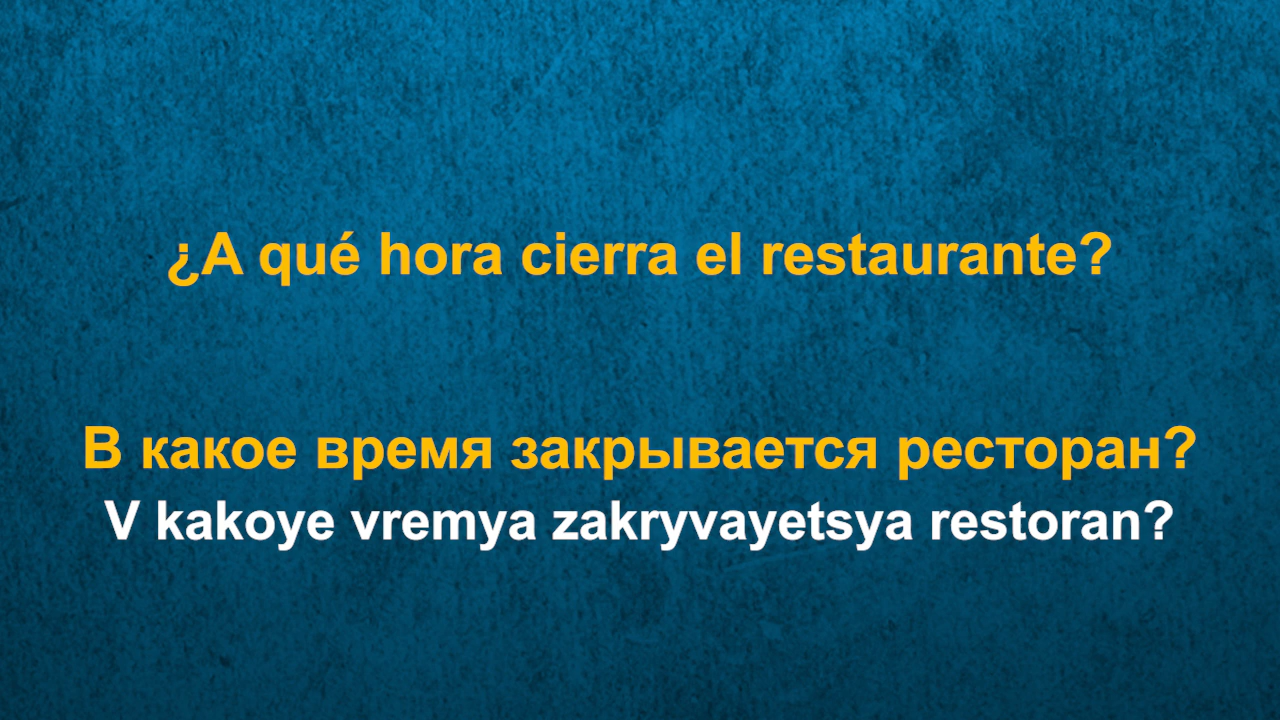 ¿A qué hora cierra el restaurante?
В какое время закрывается ресторан?
V kakoye vremya zakryvayetsya restoran?